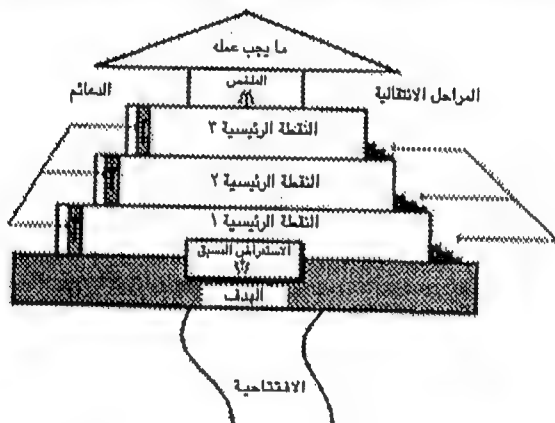 ما يجب عمله
الملخص
المراحل الانتقالية
الدعائم
النقطة الرئيسية ٣
النقطة الرئيسية ٢
النقطة الرئيسية ١
الاستعراض المسبق
الهدف
الافتتاحية